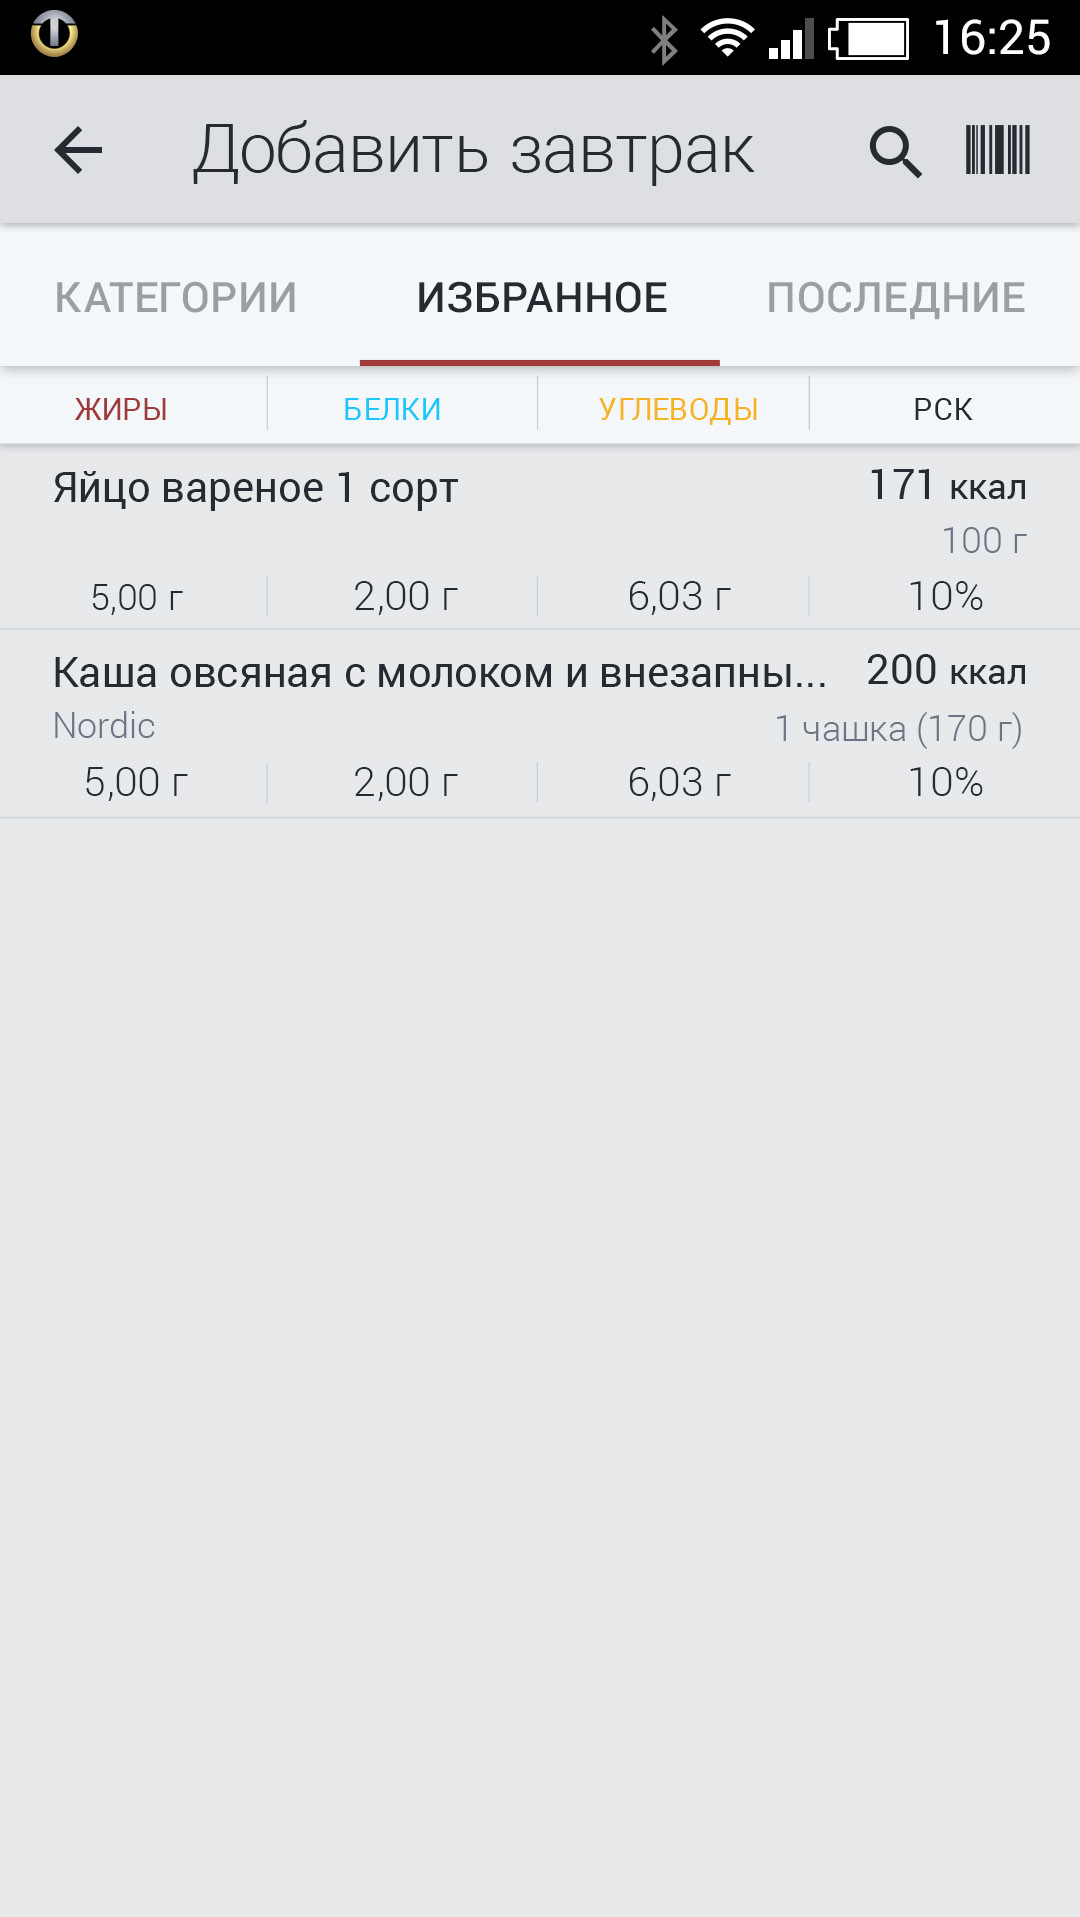 16:25
Добавить завтрак
КАТЕГОРИИ ИЗБРАННОЕ ПОСЛЕДНИЕ
ЖИРЫ БЕЛКИ УГЛЕВОДЫ РСК
Яйцо вареное 1 сорт 171 ккал
100 г
5,00 г 2,00 г 6,03 г 10%
Каша овсяная с молоком и внезапны... 200 ккал
Nordic 1 чашка (170 г)
5,00 г 2,00 г 6,03 г 10%